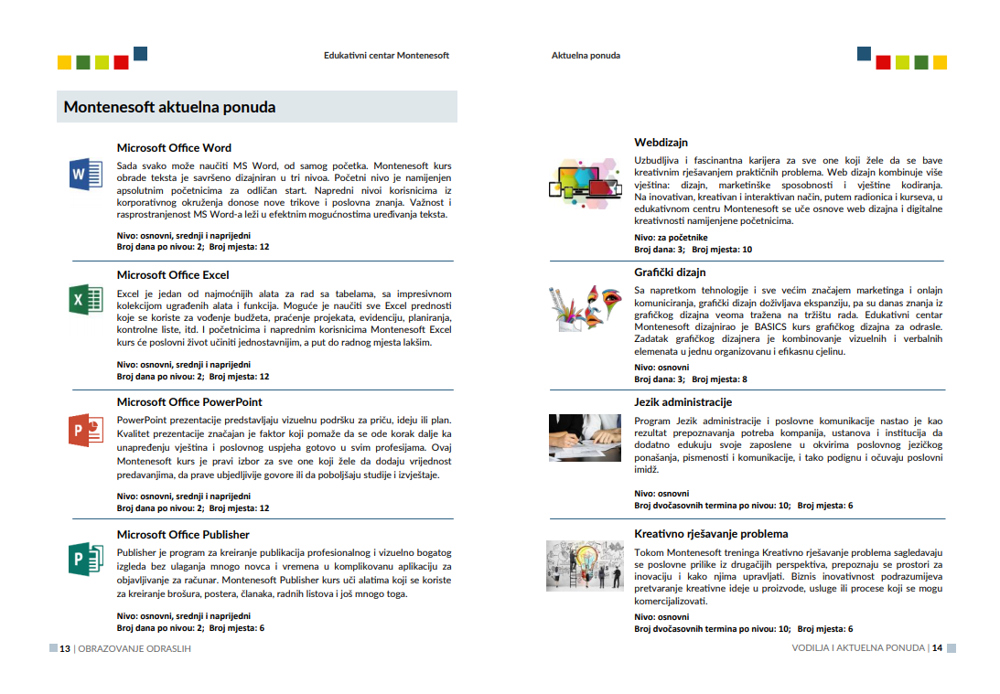 Edukativni centar Montenesoft
Montenesoft aktuelna ponuda
Microsoft Office Word
Sada svako može naučiti MS Word, od samog početka. Montenesoft kurs
obrade teksta je savršeno dizajniran u tri nivoa. Početni nivo je namijenjen
apsolutnim početnicima za odličan start. Napredni nivoi korisnicima iz
korporativnog okruženja donose nove trikove i poslovna znanja. Važnost i
rasprostranjenost MS Word-a leži u efektnim mogućnostima uređivanja teksta.
Nivo: osnovni, srednji i naprijedni
Broj dana po nivou: 2; Broj mjesta: 12
Microsoft Office Excel
Excel je jedan od najmoćnijih alata za rad sa tabelama, sa impresivnom
kolekcijom ugrađenih alata i funkcija. Moguće je naučiti sve Excel prednosti
koje se koriste za vođenje budžeta, praćenje projekata, evidenciju, planiranja,
kontrolne liste, itd. I početnicima i naprednim korisnicima Montenesoft Excel
kurs će poslovni život učiniti jednostavnijim, a put do radnog mjesta lakšim.
Nivo: osnovni, srednji i naprijedni
Broj dana po nivou: 2; Broj mjesta: 12
Microsoft Office PowerPoint
PowerPoint prezentacije predstavljaju vizuelnu podršku za priču, ideju ili plan.
Kvalitet prezentacije značajan je faktor koji pomaže da se ode korak dalje ka
unapređenju vještina i poslovnog uspjeha gotovo u svim profesijama. Ovaj
Montenesoft kurs je pravi izbor za sve one koji žele da dodaju vrijednost
predavanjima, da prave ubjedljivije govore ili da poboljšaju studije i izvještaje.
Nivo: osnovni, srednji i naprijedni
Broj dana po nivou: 2; Broj mjesta: 12
Microsoft Office Publisher
Publisher je program za kreiranje publikacija profesionalnog i vizuelno bogatog
izgleda bez ulaganja mnogo novca i vremena u komplikovanu aplikaciju za
objavljivanje za računar. Montenesoft Publisher kurs uči alatima koji se koriste
za kreiranje brošura, postera, članaka, radnih listova i još mnogo toga.
Nivo: osnovni, srednji i naprijedni
Broj dana po nivou: 2; Broj mjesta: 6
13 | OBRAZOVANJE ODRASLIH
Aktuelna ponuda
Webdizajn
Uzbudljiva i fascinantna karijera za sve one koji žele da se bave
kreativnim rješavanjem praktičnih problema. Web dizajn kombinuje više
vještina: dizajn, marketinške sposobnosti i vještine kodiranja.
Na inovativan, kreativan i interaktivan način, putem radionica i kurseva, u
edukativnom centru Montenesoft se uče osnove web dizajna i digitalne
kreativnosti namijenjene početnicima.
Nivo: za početnike
Broj dana: 3; Broj mjesta: 10
Grafički dizajn
Sa napretkom tehnologije i sve većim značajem marketinga i onlajn
komuniciranja, grafički dizajn doživljava ekspanziju, pa su danas znanja iz
grafičkog dizajna veoma tražena na tržištu rada. Edukativni centar
Montenesoft dizajnirao je BASICS kurs grafičkog dizajna za odrasle.
Zadatak grafičkog dizajnera je kombinovanje vizuelnih i verbalnih
elemenata u jednu organizovanu i efikasnu cjelinu.
Nivo: osnovni
Broj dana: 3; Broj mjesta: 8
Jezik administracije
Program Jezik administracije i poslovne komunikacije nastao je kao
rezultat prepoznavanja potreba kompanija, ustanova i institucija da
dodatno edukuju svoje zaposlene u okvirima poslovnog jezičkog
ponašanja, pismenosti i komunikacije, i tako podignu i očuvaju poslovni
imidž.
Nivo: osnovni
Broj dvočasovnih termina po nivou: 10; Broj mjesta: 6
Kreativno rješavanje problema
Tokom Montenesoft treninga Kreativno rješavanje problema sagledavaju
se poslovne prilike iz drugačijih perspektiva, prepoznaju se prostori za
inovaciju i kako njima upravljati. Biznis inovativnost podrazumijeva
pretvaranje kreativne ideje u proizvode, usluge ili procese koji se mogu
komercijalizovati.
Nivo: osnovni
Broj dvočasovnih termina po nivou: 10; Broj mjesta: 6
VODILJA I AKTUELNA PONUDA | 14